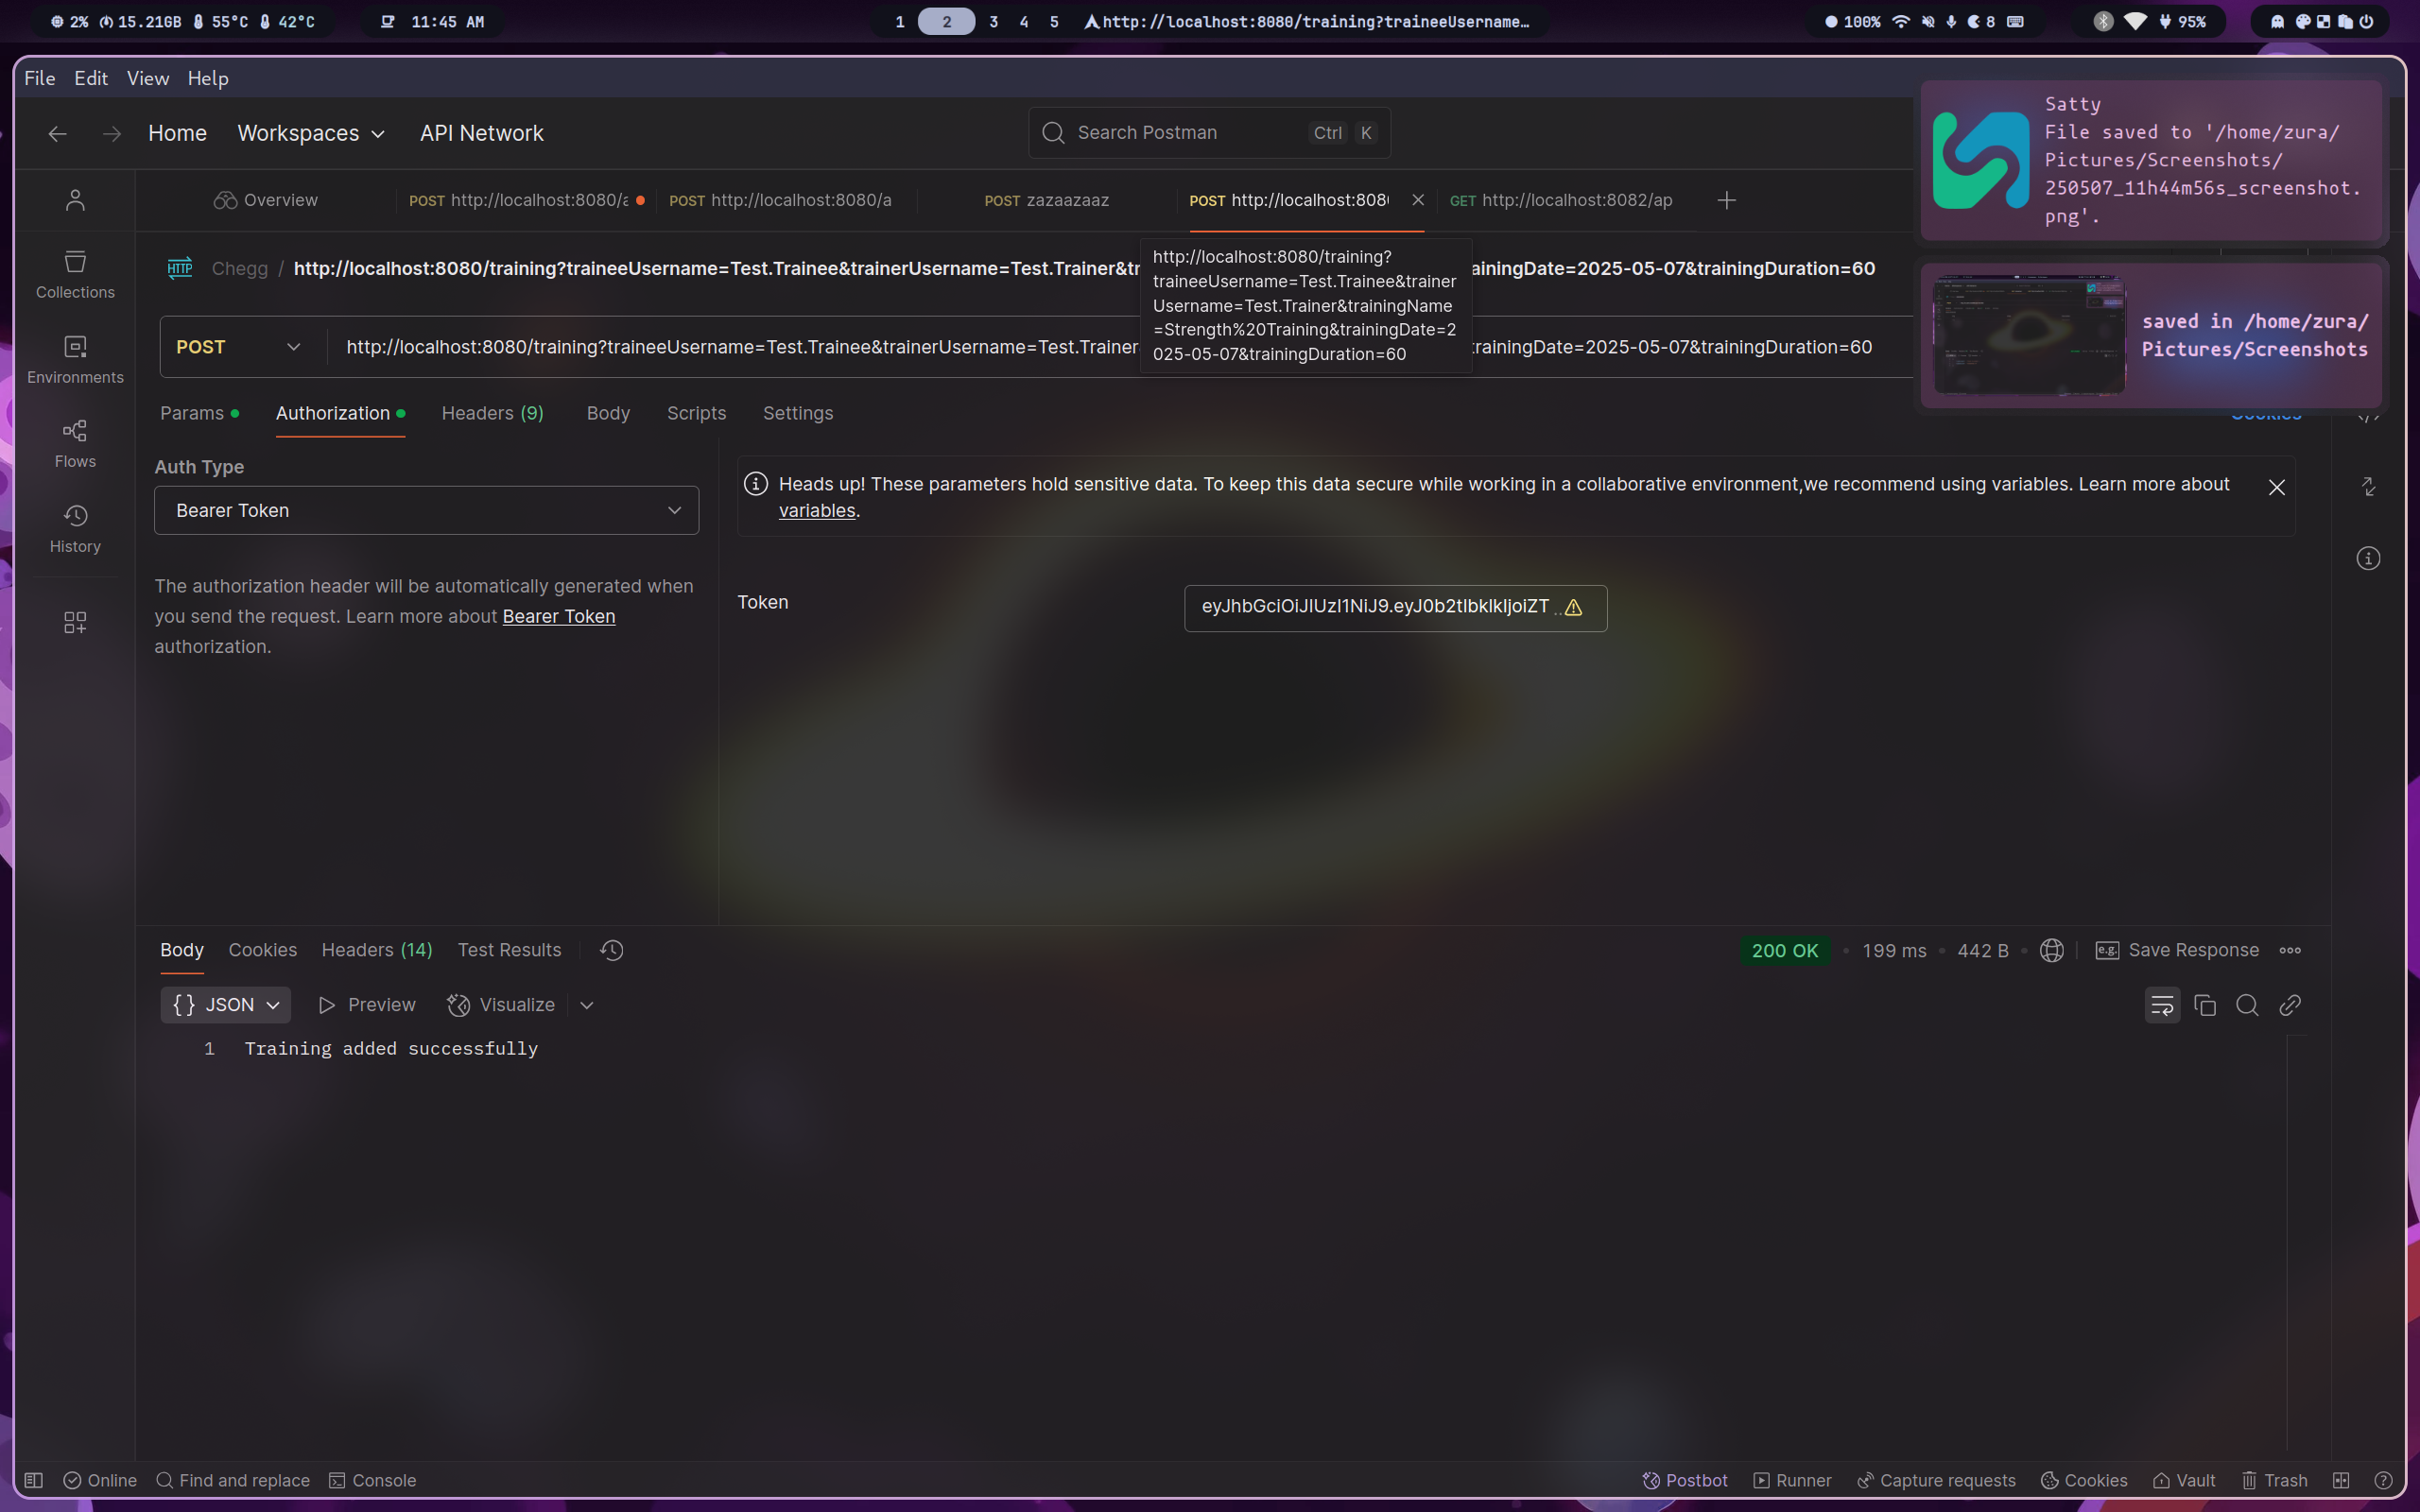 2% 15.21GB 55°C 42°C
11:45 AM
1 2 3 4 5
http://localhost:8080/training?traineeUsername…
100% 8
95%
File Edit View Help
Home Workspaces API Network
Search Postman Ctrl K
Satty
File saved to '/home/zura/
Pictures/Screenshots/
250507_11h44m56s_screenshot.
png'.
saved in /home/zura/
Pictures/Screenshots
Collections
Environments
Flows
History
Overview
POST http://localhost:8080/a
POST http://localhost:8080/a
POST zazaazaaz
POST http://localhost:808
GET http://localhost:8082/ap
HTTP Chegg / http://localhost:8080/training?traineeUsername=Test.Trainee&trainerUsername=Test.Trainer&tr
ainingDate=2025-05-07&trainingDuration=60
http://localhost:8080/training?
traineeUsername=Test.Trainee&trainer
Username=Test.Trainer&trainingName
=Strength%20Training&trainingDate=2
025-05-07&trainingDuration=60
POST http://localhost:8080/training?traineeUsername=Test.Trainee&trainerUsername=Test.Trainer
rainingDate=2025-05-07&trainingDuration=60
Params Authorization Headers (9) Body Scripts Settings
Cookies
Auth Type
Bearer Token
The authorization header will be automatically generated when
you send the request. Learn more about Bearer Token
authorization.
Heads up! These parameters hold sensitive data. To keep this data secure while working in a collaborative environment,we recommend using variables. Learn more about
variables.
Token
Body Cookies Headers (14) Test Results
200 OK • 199 ms • 442 B
e.g. Save Response
{} JSON Preview Visualize
1 Training added successfully
Online Find and replace Console
Postbot Runner Capture requests Cookies Vault Trash